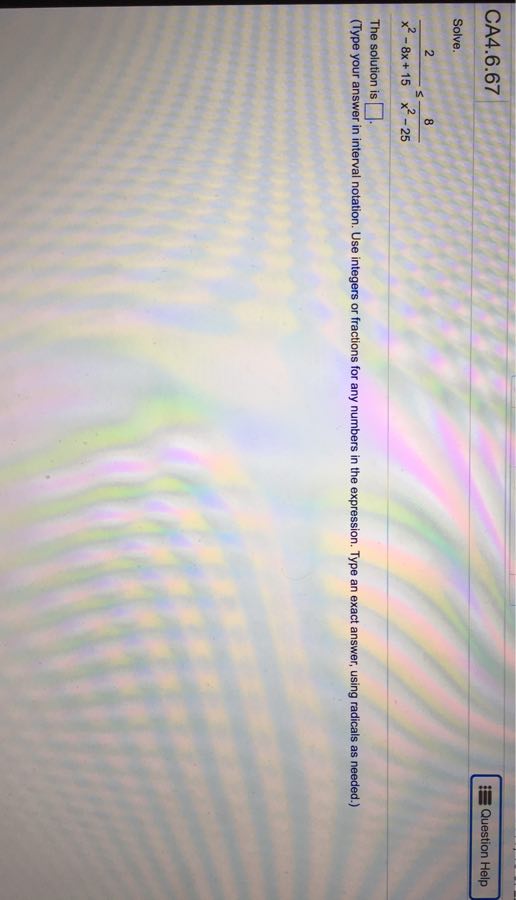 CA4.6.67
Question Help
Solve.
2 / (x² − 8x + 15) ≤ 8 / (x² − 25)
The solution is .
(Type your answer in interval notation. Use integers or fractions for any numbers in the expression. Type an exact answer, using radicals as needed.)